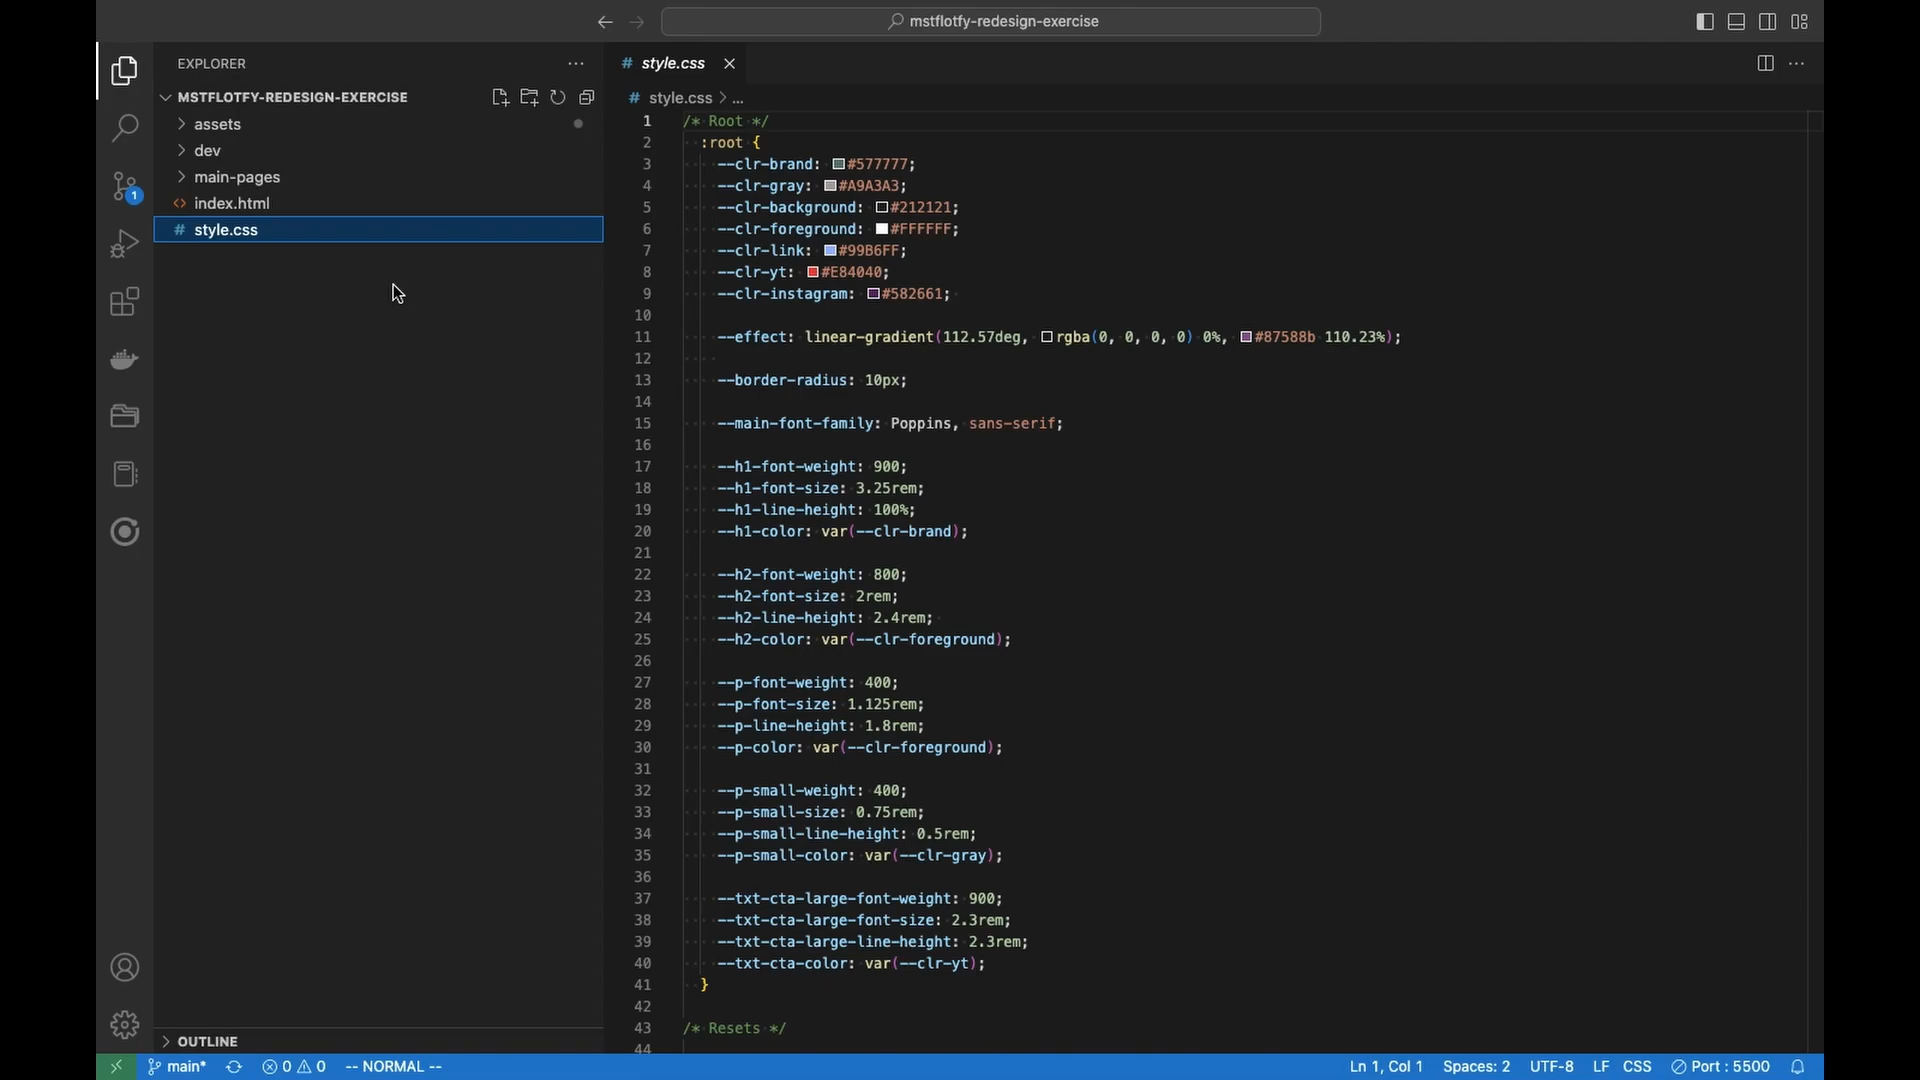 mstflotfy-redesign-exercise
EXPLORER
MSTFLOTFY-REDESIGN-EXERCISE
assets
dev
main-pages
<> index.html
# style.css
1
OUTLINE
# style.css
# style.css > ...
1 /* Root */
2 :root {
3 --clr-brand: #577777;
4 --clr-gray: #A9A3A3;
5 --clr-background: #212121;
6 --clr-foreground: #FFFFFF;
7 --clr-link: #99B6FF;
8 --clr-yt: #E84040;
9 --clr-instagram: #582661;
10
11 --effect: linear-gradient(112.57deg, rgba(0, 0, 0, 0) 0%, #87588b 110.23%);
12
13 --border-radius: 10px;
14
15 --main-font-family: Poppins, sans-serif;
16
17 --h1-font-weight: 900;
18 --h1-font-size: 3.25rem;
19 --h1-line-height: 100%;
20 --h1-color: var(--clr-brand);
21
22 --h2-font-weight: 800;
23 --h2-font-size: 2rem;
24 --h2-line-height: 2.4rem;
25 --h2-color: var(--clr-foreground);
26
27 --p-font-weight: 400;
28 --p-font-size: 1.125rem;
29 --p-line-height: 1.8rem;
30 --p-color: var(--clr-foreground);
31
32 --p-small-weight: 400;
33 --p-small-size: 0.75rem;
34 --p-small-line-height: 0.5rem;
35 --p-small-color: var(--clr-gray);
36
37 --txt-cta-large-font-weight: 900;
38 --txt-cta-large-font-size: 2.3rem;
39 --txt-cta-large-line-height: 2.3rem;
40 --txt-cta-color: var(--clr-yt);
41 }
42
43 /* Resets */
44
main* 0 0 -- NORMAL -- Ln 1, Col 1 Spaces: 2 UTF-8 LF CSS Port : 5500